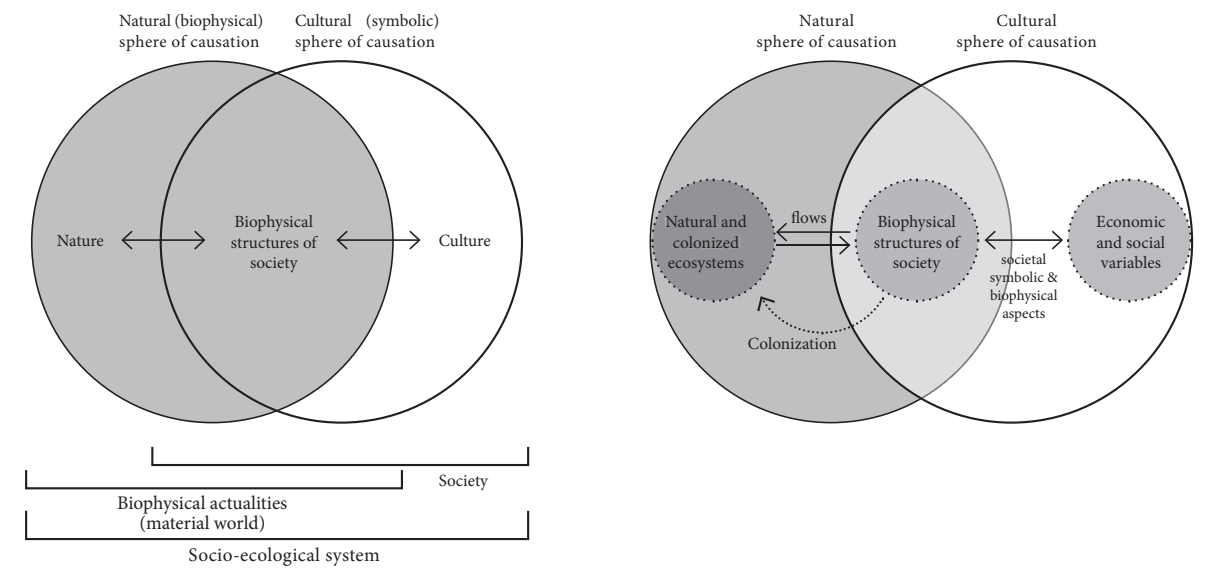 Natural (biophysical)
sphere of causation
Cultural (symbolic)
sphere of causation
Nature
Biophysical
structures of
society
Culture
Society
Biophysical actualities
(material world)
Socio-ecological system
Natural
sphere of causation
Cultural
sphere of causation
Natural and
colonized
ecosystems
flows
Biophysical
structures of
society
societal
symbolic &
biophysical
aspects
Economic
and social
variables
Colonization